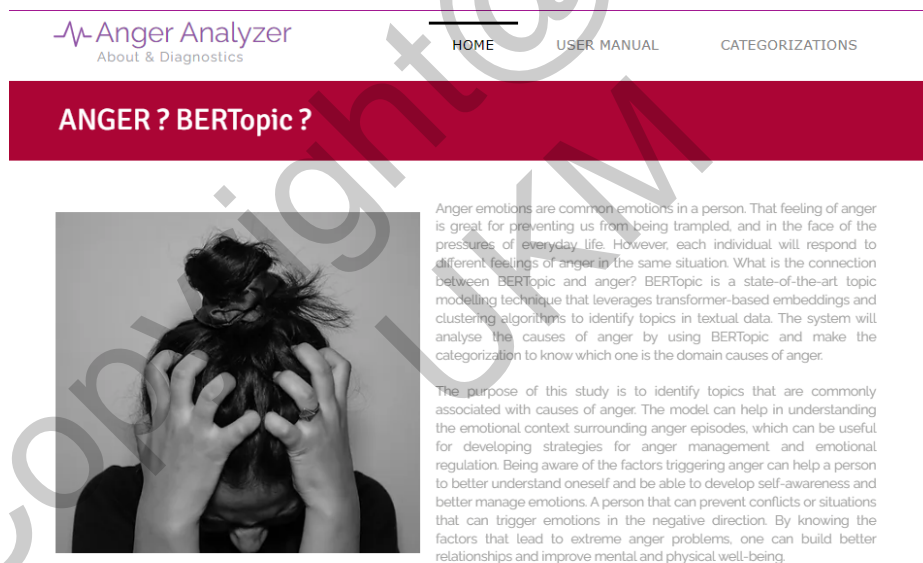 Anger Analyzer
About & Diagnostics
HOME
USER MANUAL
CATEGORIZATIONS
ANGER ? BERTopic ?
Anger emotions are common emotions in a person. That feeling of anger
is great for preventing us from being trampled, and in the face of the
pressures of everyday life. However, each individual will respond to
different feelings of anger in the same situation. What is the connection
between BERTopic and anger? BERTopic is a state-of-the-art topic
modelling technique that leverages transformer-based embeddings and
clustering algorithms to identify topics in textual data. The system will
analyse the causes of anger by using BERTopic and make the
categorization to know which one is the domain causes of anger.
The purpose of this study is to identify topics that are commonly
associated with causes of anger. The model can help in understanding
the emotional context surrounding anger episodes, which can be useful
for developing strategies for anger management and emotional
regulation. Being aware of the factors triggering anger can help a person
to better understand oneself and be able to develop self-awareness and
better manage emotions. A person that can prevent conflicts or situations
that can trigger emotions in the negative direction. By knowing the
factors that lead to extreme anger problems, one can build better
relationships and improve mental and physical well-being.
Copyright@
UKM